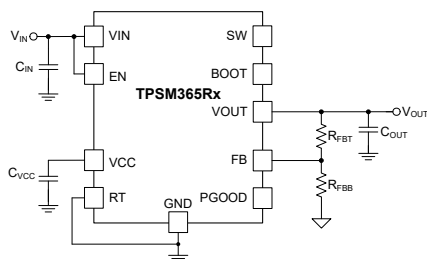 VIN
CIN
VIN
EN
TPSM365Rx
SW
BOOT
VOUT
VOUT
RFBT
COUT
FB
RFBB
VCC
CVCC
RT
GND
PGOOD